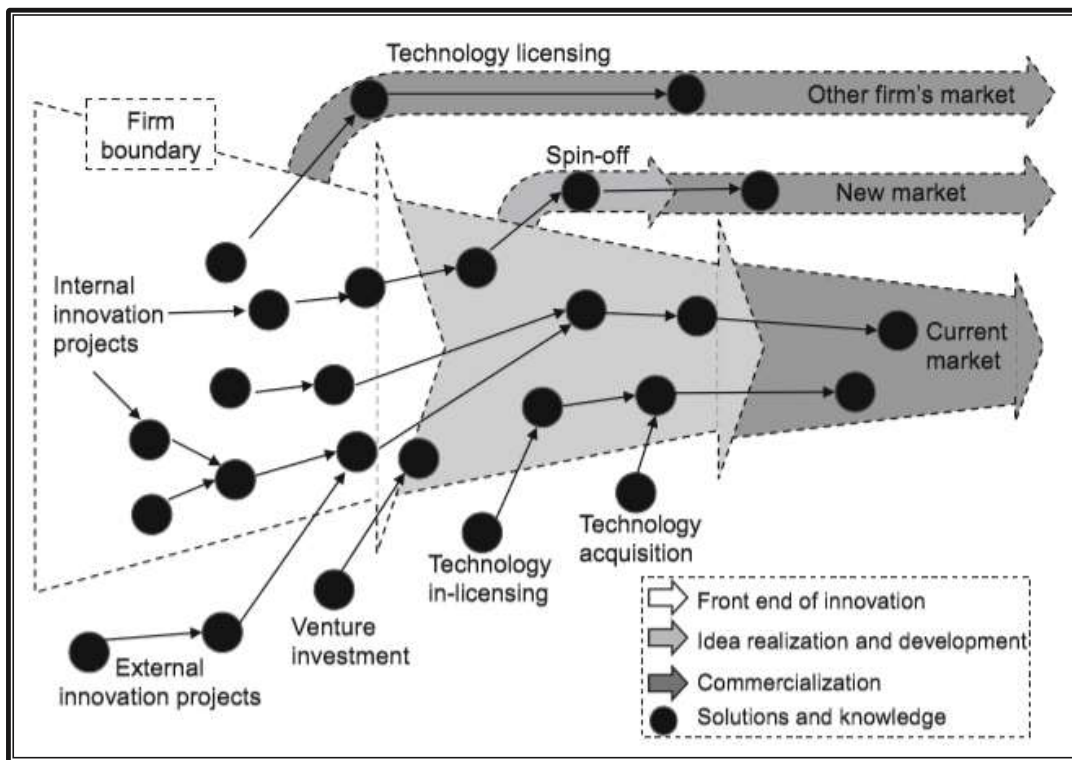 Technology licensing
Other firm's market
Firm
boundary
Spin-off
New market
Internal
innovation
projects
Current
market
Technology
acquisition
Technology
in-licensing
Venture
investment
External
innovation projects
Front end of innovation
Idea realization and development
Commercialization
Solutions and knowledge